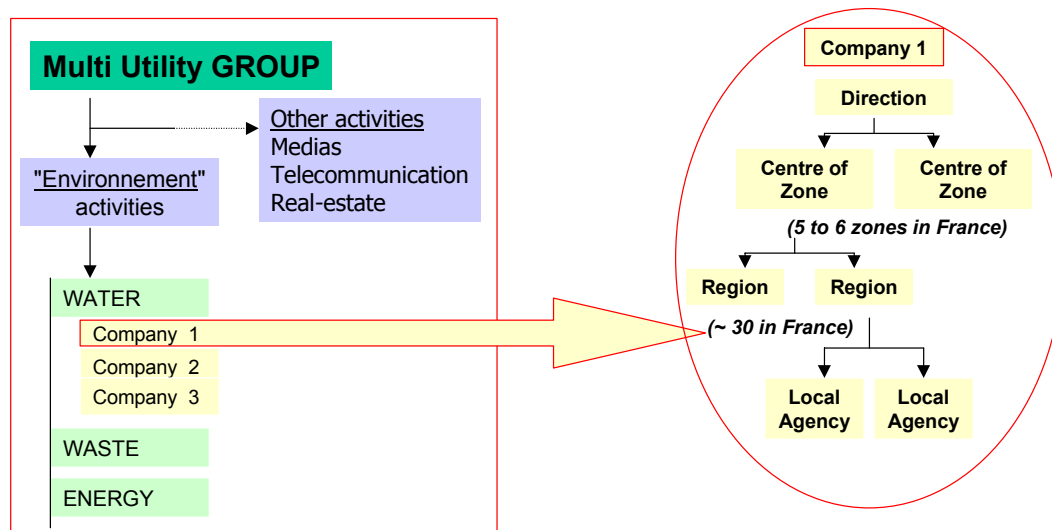 Multi Utility GROUP
Other activities
Medias
Telecommunication
Real-estate
"Environnement"
activities
WATER
Company 1
Company 2
Company 3
WASTE
ENERGY
Company 1
Direction
Centre of
Zone
Centre of
Zone
(5 to 6 zones in France)
Region
Region
(~ 30 in France)
Local
Agency
Local
Agency